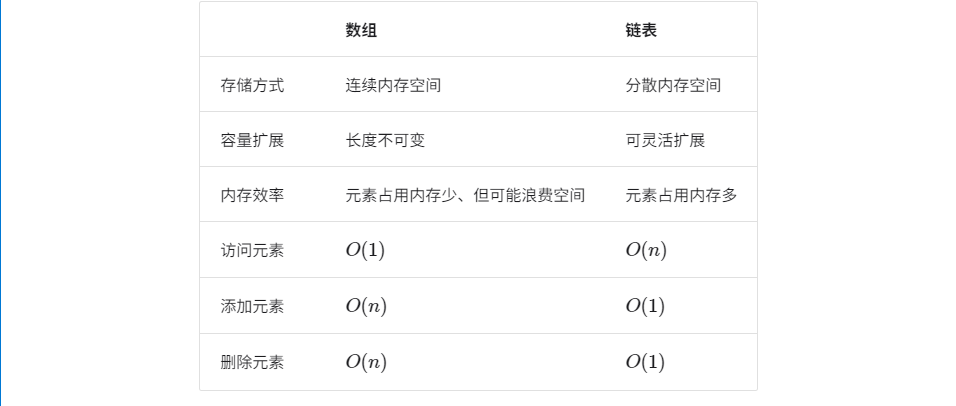 数组 链表
存储方式 连续内存空间 分散内存空间
容量扩展 长度不可变 可灵活扩展
内存效率 元素占用内存少、但可能浪费空间 元素占用内存多
访问元素 O(1) O(n)
添加元素 O(n) O(1)
删除元素 O(n) O(1)